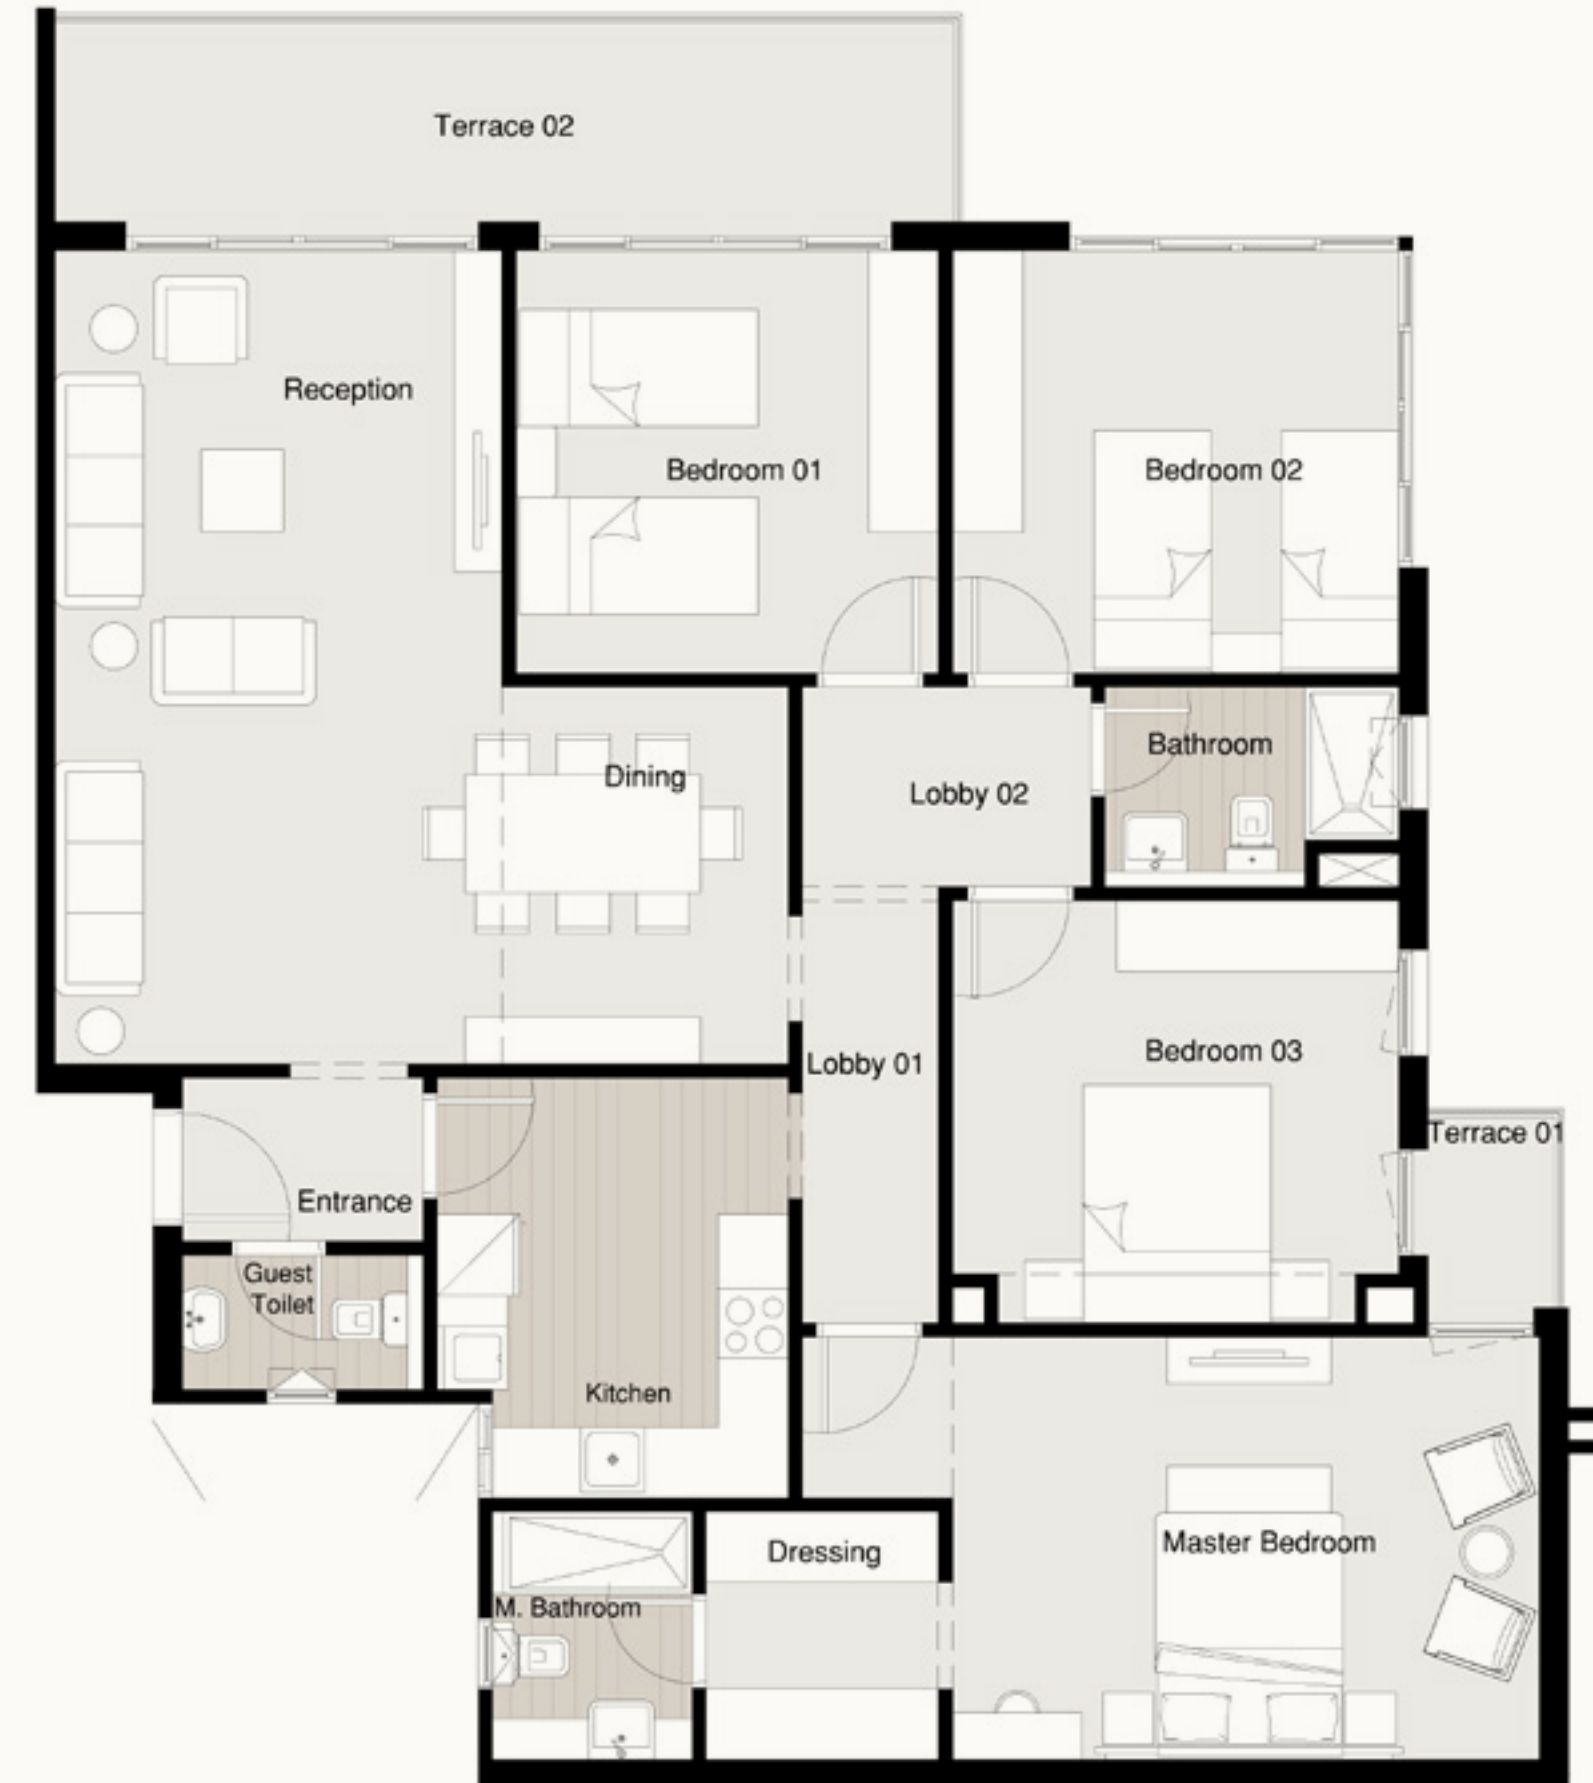 Terrace 02
Reception
Bedroom 01
Bedroom 02
Dining
Lobby 02
Bathroom
Lobby 01
Bedroom 03
Terrace 01
Entrance
Guest
Toilet
Kitchen
Dressing
Master Bedroom
M. Bathroom